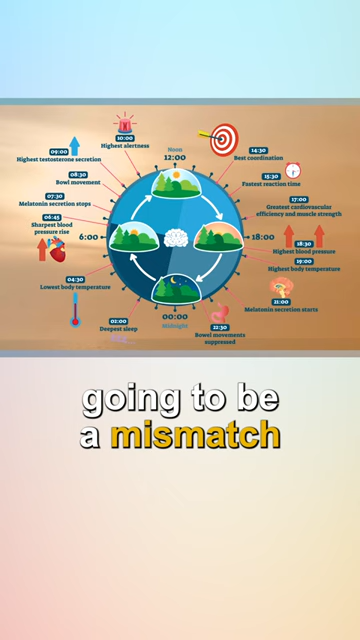 10:00
Highest alertness
Noon
12:00
14:30
Best coordination
15:30
Fastest reaction time
17:00
Greatest cardiovascular
efficiency and muscle strength
18:00
18:30
Highest blood pressure
19:00
Highest body temperature
21:00
Melatonin secretion starts
22:30
Bowel movements
suppressed
00:00
Midnight
01:00
Deepest sleep
04:30
Lowest body temperature
6:00
06:45
Sharpest blood
pressure rise
07:30
Melatonin secretion stops
08:30
Bowl movement
09:00
Highest testosterone secretion
going to be
a mismatch